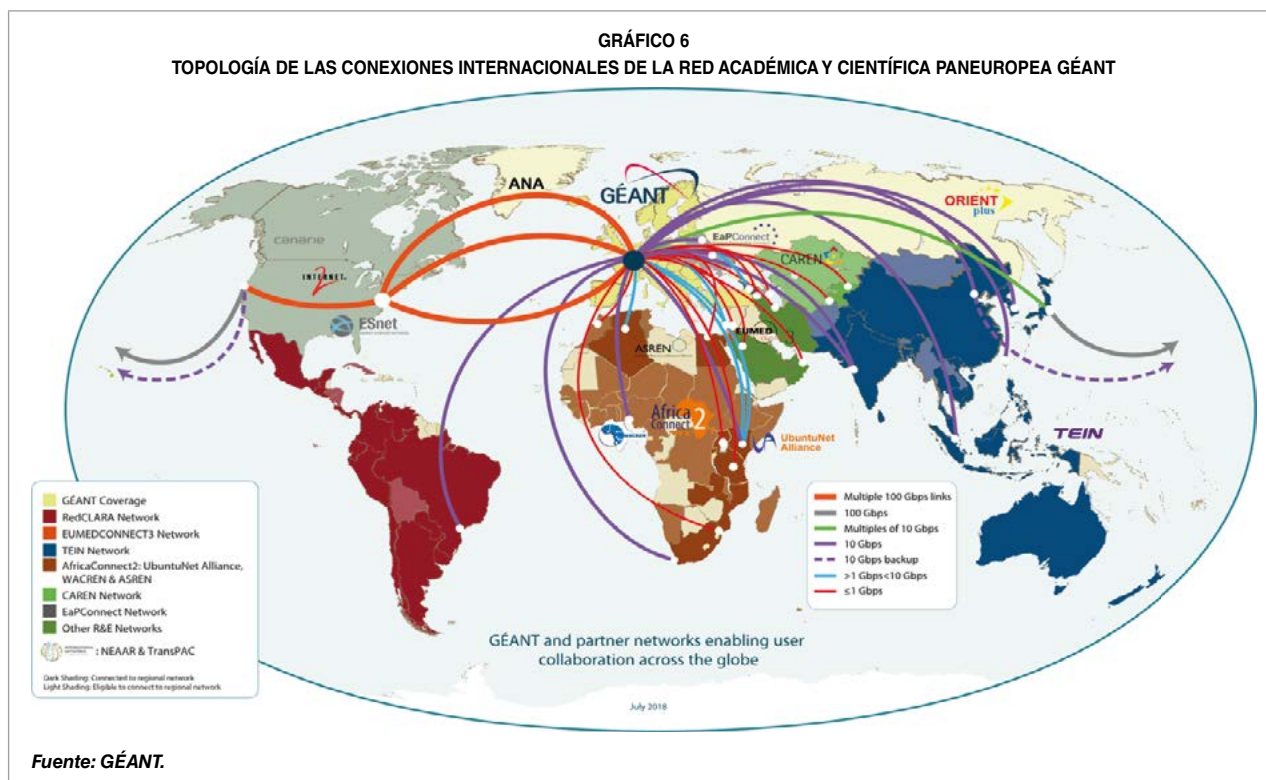 GRÁFICO 6
TOPOLOGÍA DE LAS CONEXIONES INTERNACIONALES DE LA RED ACADÉMICA Y CIENTÍFICA PANEUROPEA GÉANT
ANA
GÉANT
ORIENT
plus
EaPConnect
canarie
CAREN
INTERNET
2
ESnet
EUMED
ASREN
Africa
Connect
2
WACREN
UbuntuNet
Alliance
TEIN
GÉANT Coverage
RedCLARA Network
EUMEDCONNECT3 Network
TEIN Network
AfricaConnect2: UbuntuNet Alliance,
WACREN & ASREN
CAREN Network
EaPConnect Network
Other R&E Networks
: NEAAR & TransPAC
Dark Shading: Connected to regional network
Light Shading: Eligible to connect to regional network
Multiple 100 Gbps links
100 Gbps
Multiples of 10 Gbps
10 Gbps
10 Gbps backup
>1 Gbps<10 Gbps
≤1 Gbps
GÉANT and partner networks enabling user
collaboration across the globe
July 2018
Fuente: GÉANT.